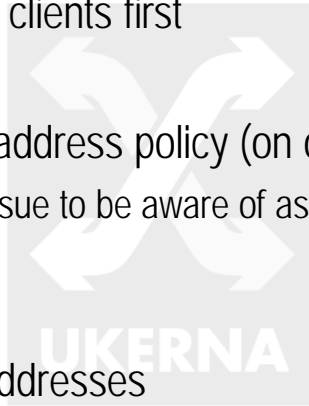 clients first
address policy (on
sue to be aware of as
UKERNA
ddresses